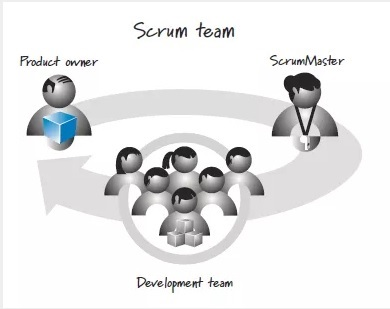 Scrum team
Product owner
ScrumMaster
Development team